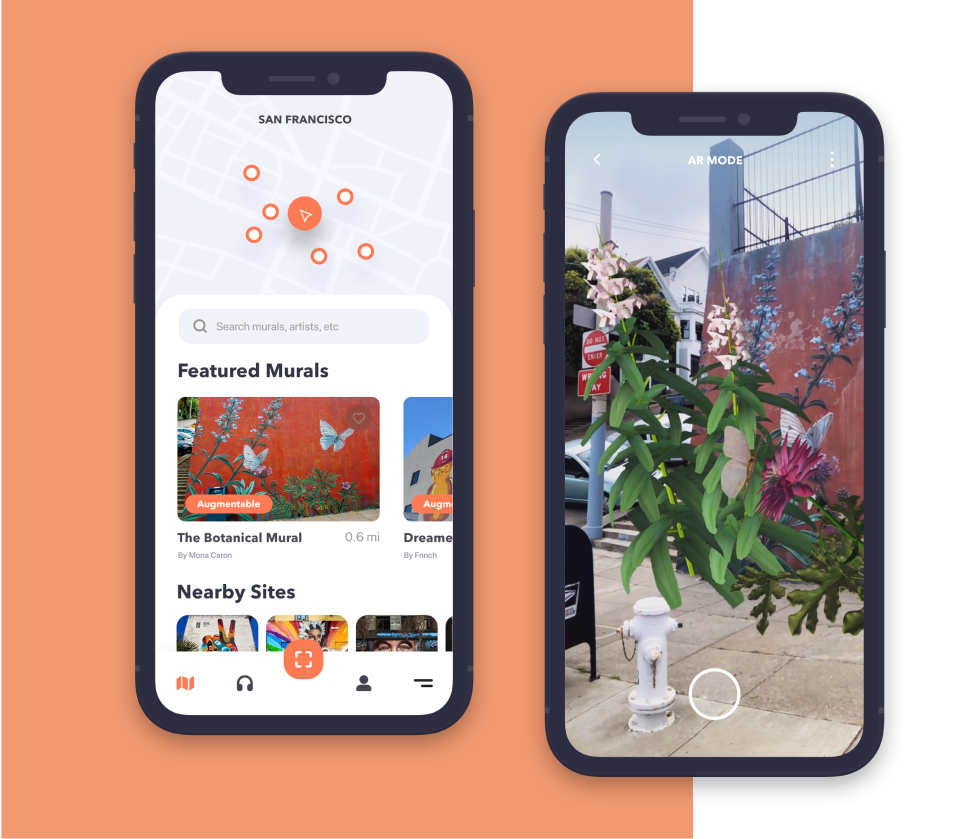 SAN FRANCISCO
Search murals, artists, etc
Featured Murals
Augmentable
Augm
The Botanical Mural
0.6 mi
Dreame
By Mona Caron
By Fnnch
Nearby Sites
AR MODE
DO NOT
ENTER
WRONG
WAY